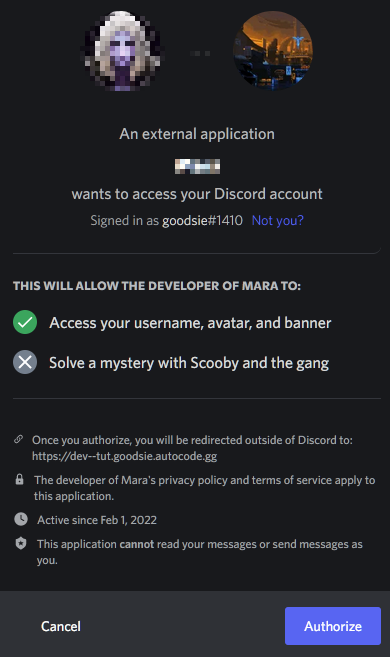 An external application
wants to access your Discord account
Signed in as goodsie#1410 Not you?
THIS WILL ALLOW THE DEVELOPER OF MARA TO:
Access your username, avatar, and banner
Solve a mystery with Scooby and the gang
Once you authorize, you will be redirected outside of Discord to:
https://dev--tut.goodsie.autocode.gg
The developer of Mara's privacy policy and terms of service apply to
this application.
Active since Feb 1, 2022
This application cannot read your messages or send messages as
you.
Cancel
Authorize